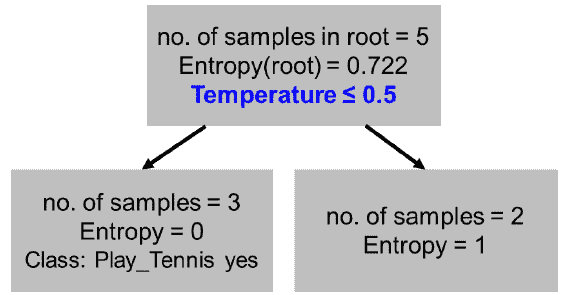 no. of samples in root = 5
Entropy(root) = 0.722
Temperature ≤ 0.5
no. of samples = 3
Entropy = 0
Class: Play_Tennis yes
no. of samples = 2
Entropy = 1